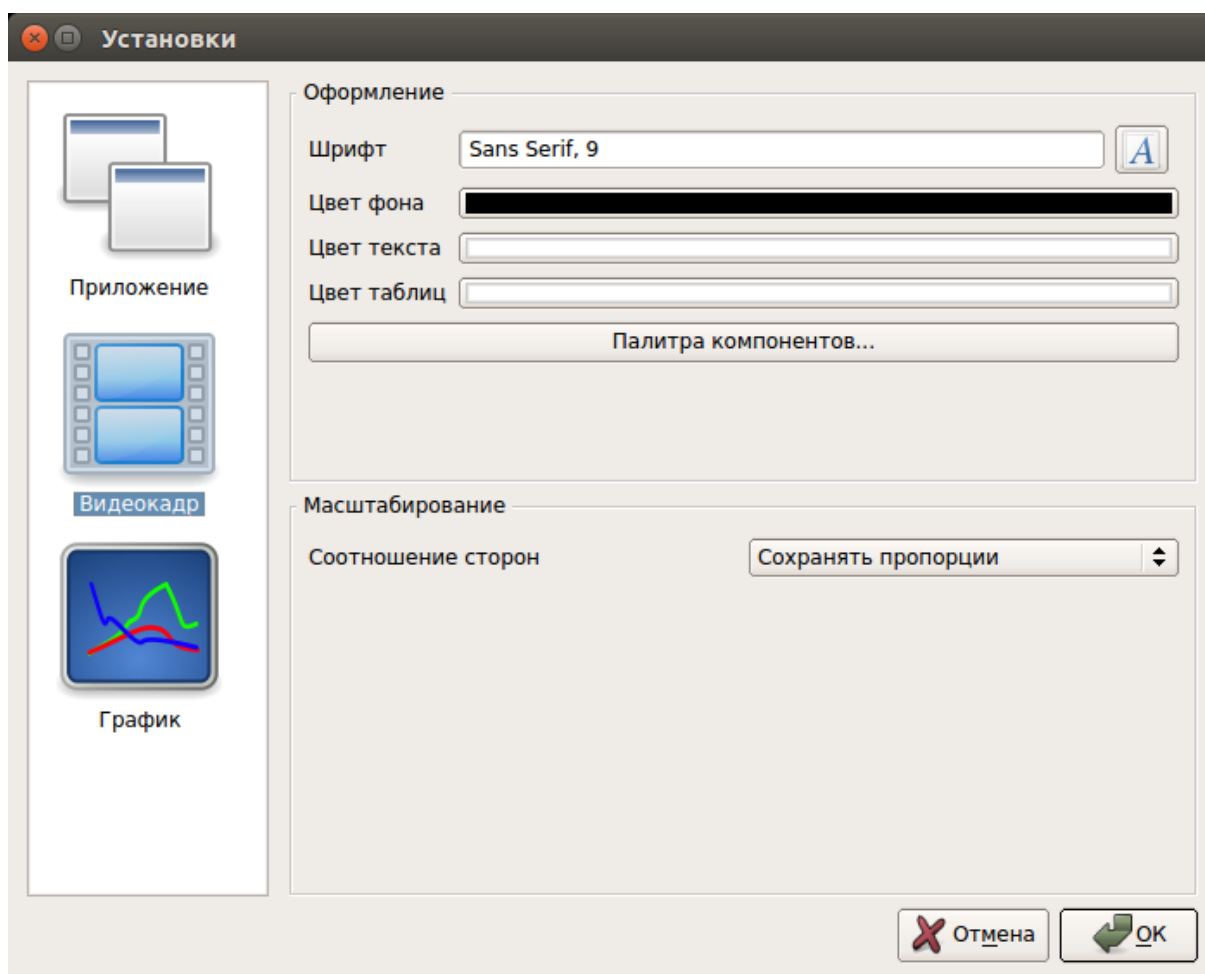 Установки
Приложение
Видеокадр
График
Оформление
Шрифт Sans Serif, 9 A
Цвет фона
Цвет текста
Цвет таблиц
Палитра компонентов...
Масштабирование
Соотношение сторон Сохранять пропорции
Отмена OK